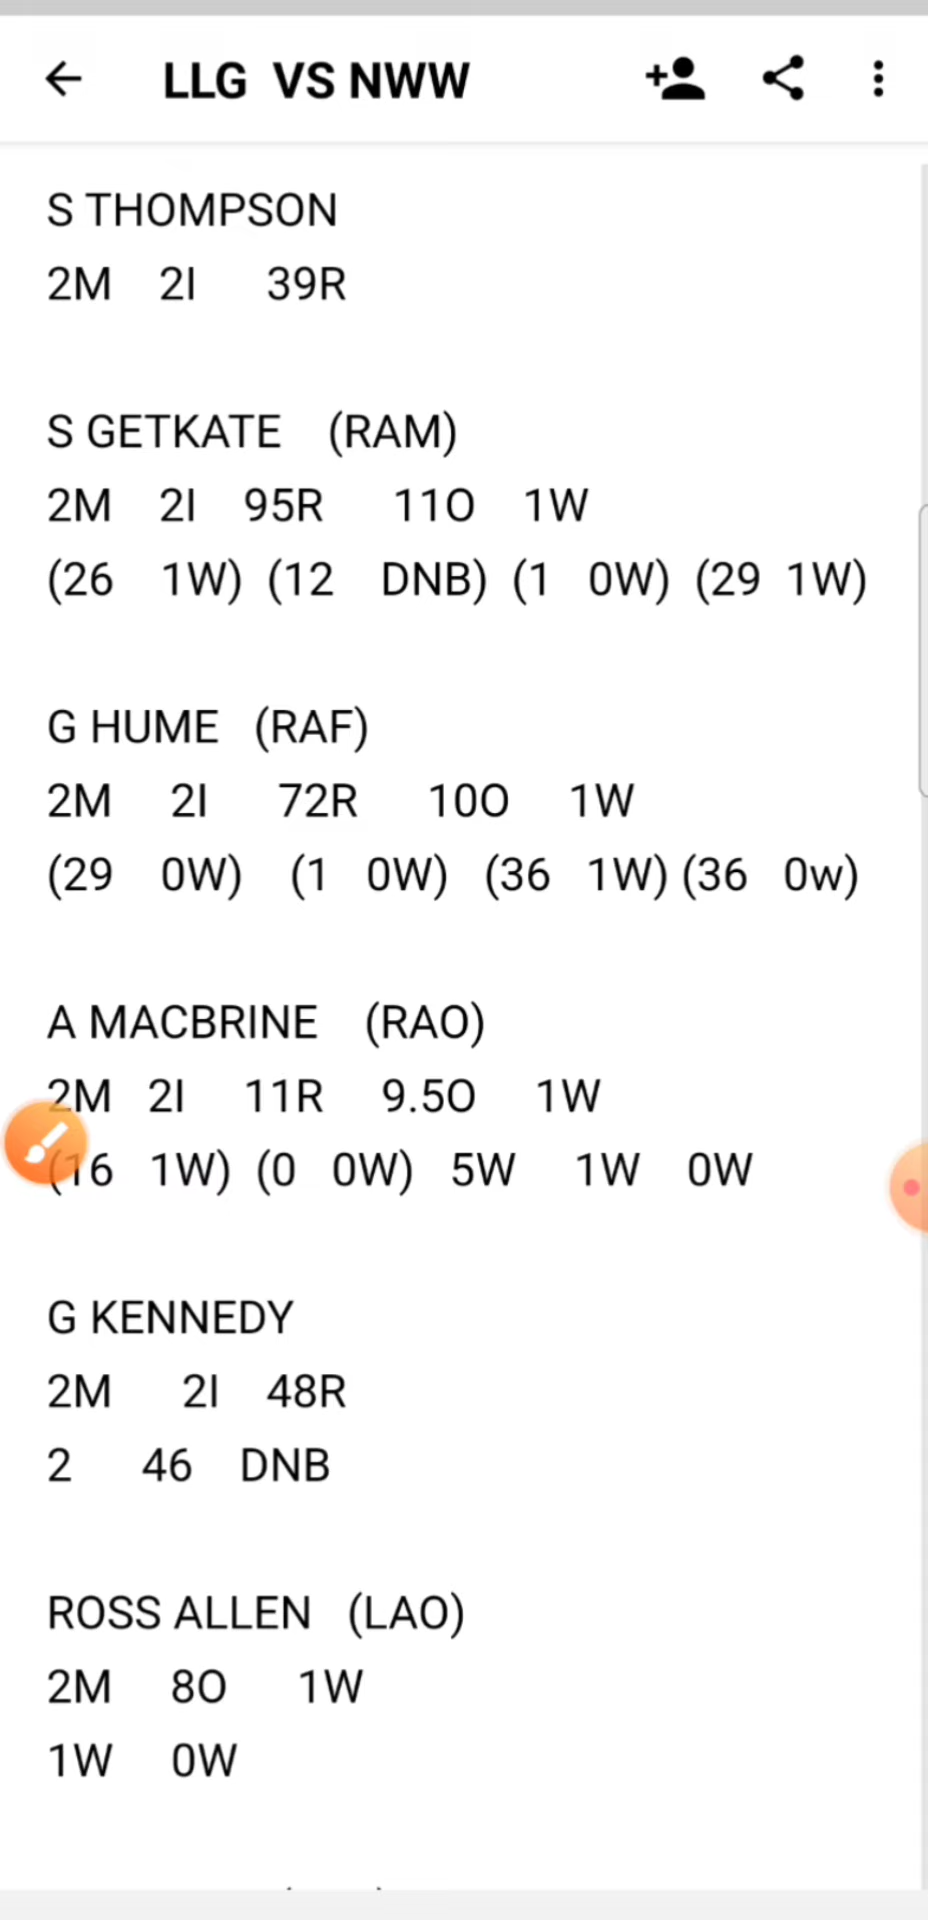 LLG VS NWW
S THOMPSON
2M 2I 39R
S GETKATE (RAM)
2M 2I 95R 11O 1W
(26 1W) (12 DNB) (1 0W) (29 1W)
G HUME (RAF)
2M 2I 72R 10O 1W
(29 0W) (1 0W) (36 1W) (36 0w)
A MACBRINE (RAO)
2M 2I 11R 9.5O 1W
(16 1W) (0 0W) 5W 1W 0W
G KENNEDY
2M 2I 48R
2 46 DNB
ROSS ALLEN (LAO)
2M 8O 1W
1W 0W